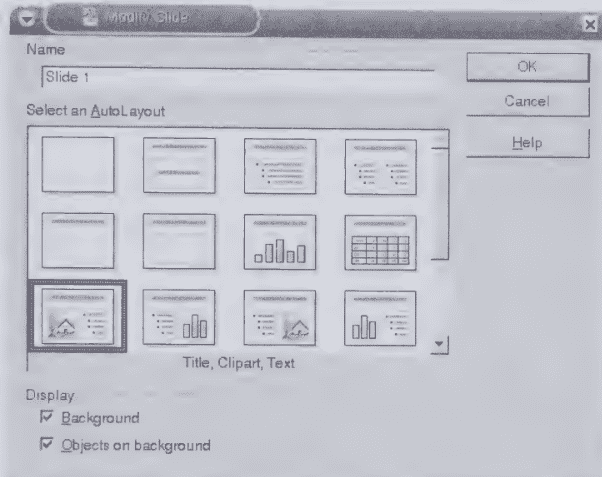 Modify Slide
Name
Slide 1
OK
Cancel
Help
Select an AutoLayout
Title, Clipart, Text
Display
Background
Objects on background